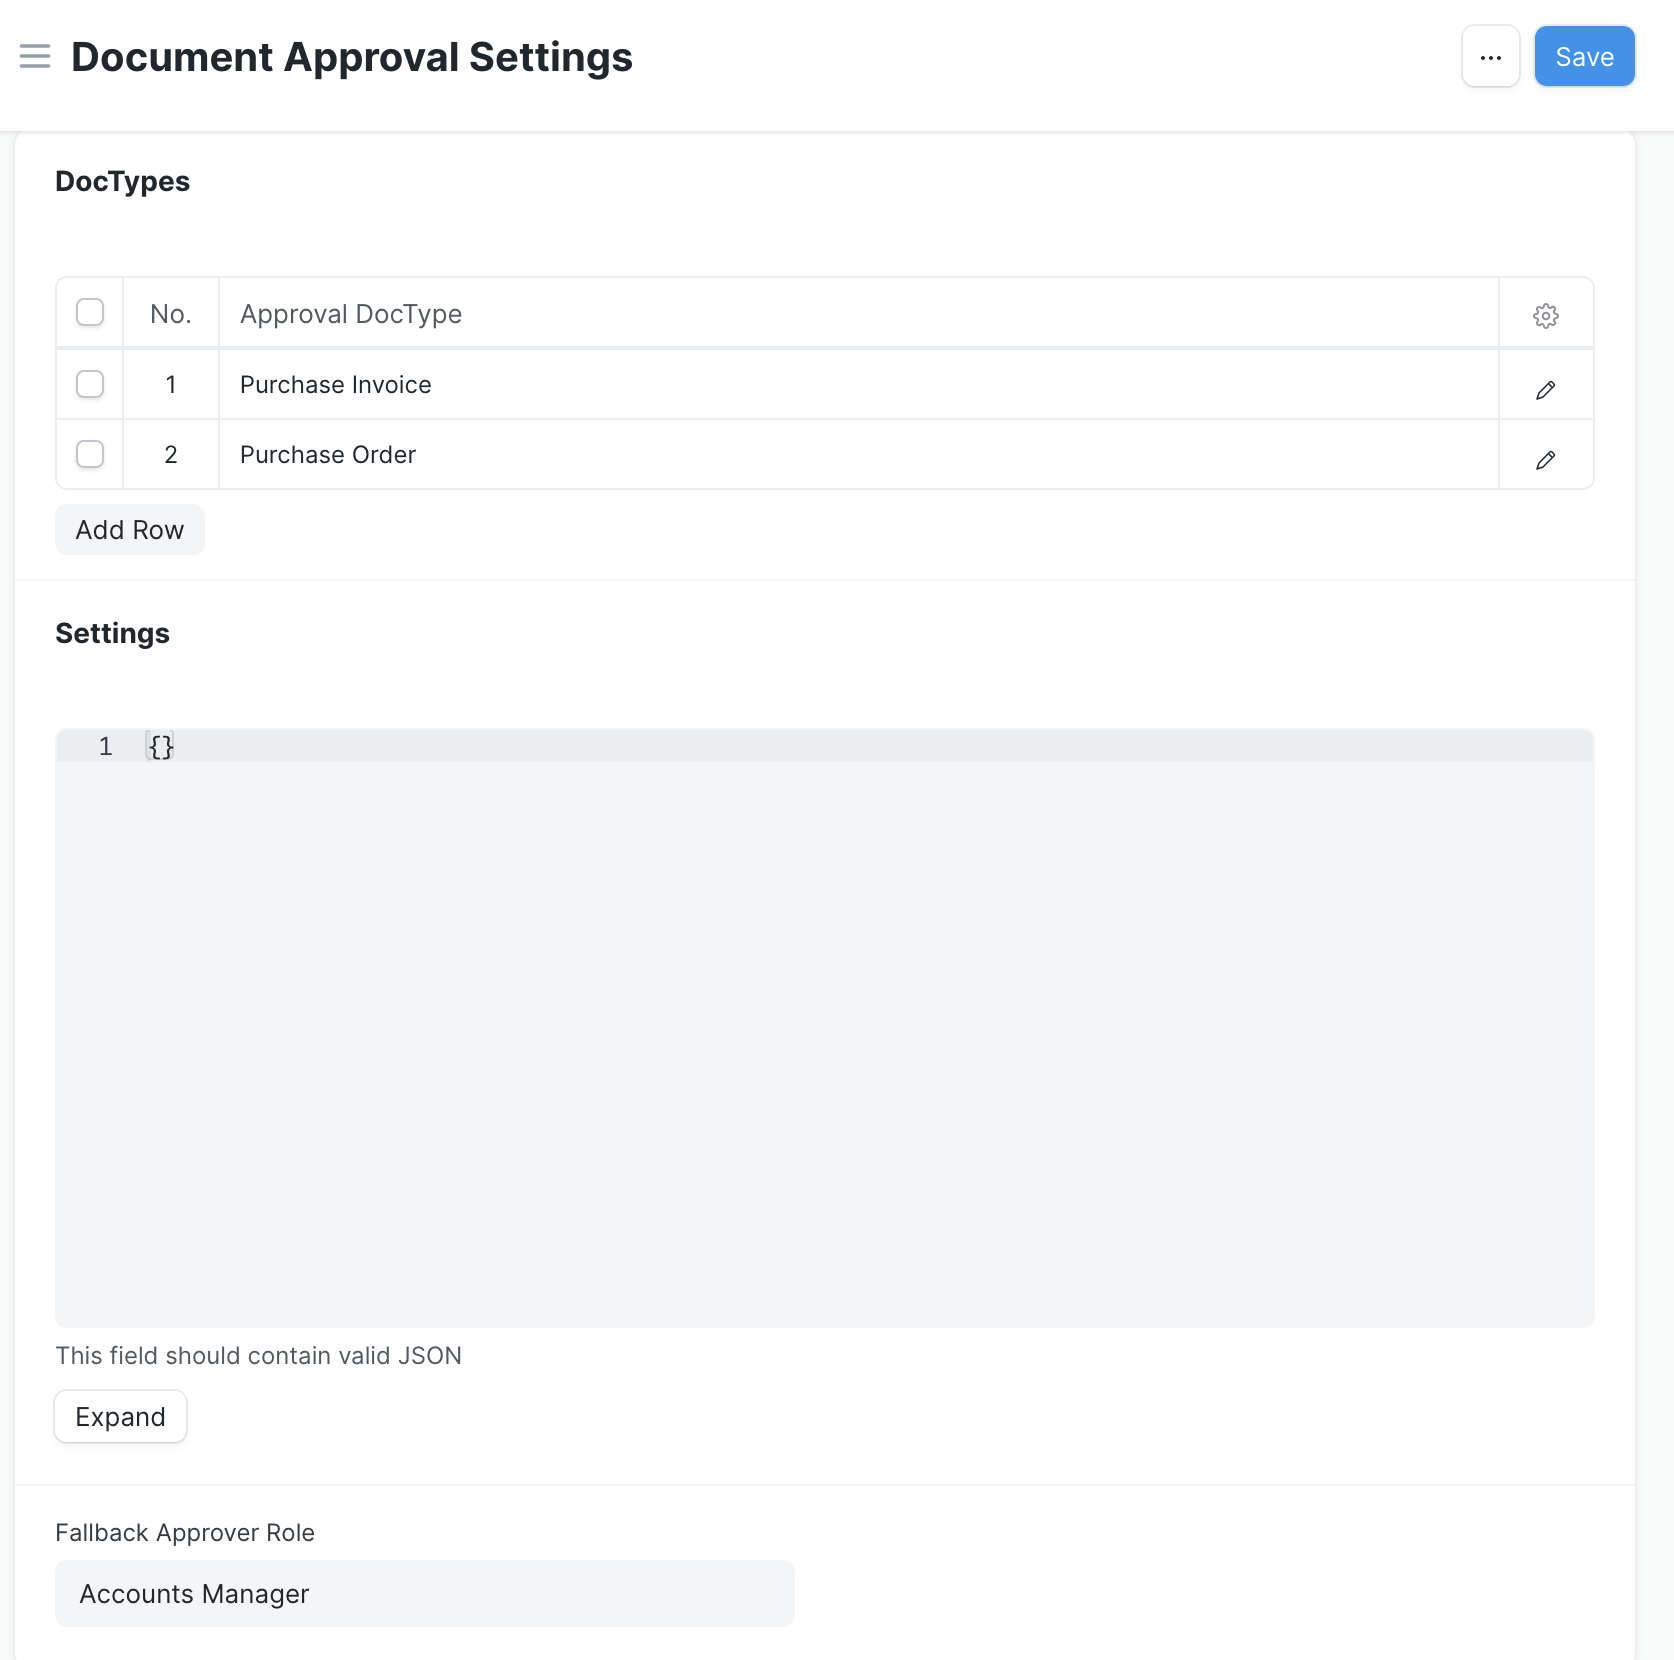 Document Approval Settings
... Save
DocTypes
No. Approval DocType
1 Purchase Invoice
2 Purchase Order
Add Row
Settings
1 {}
This field should contain valid JSON
Expand
Fallback Approver Role
Accounts Manager